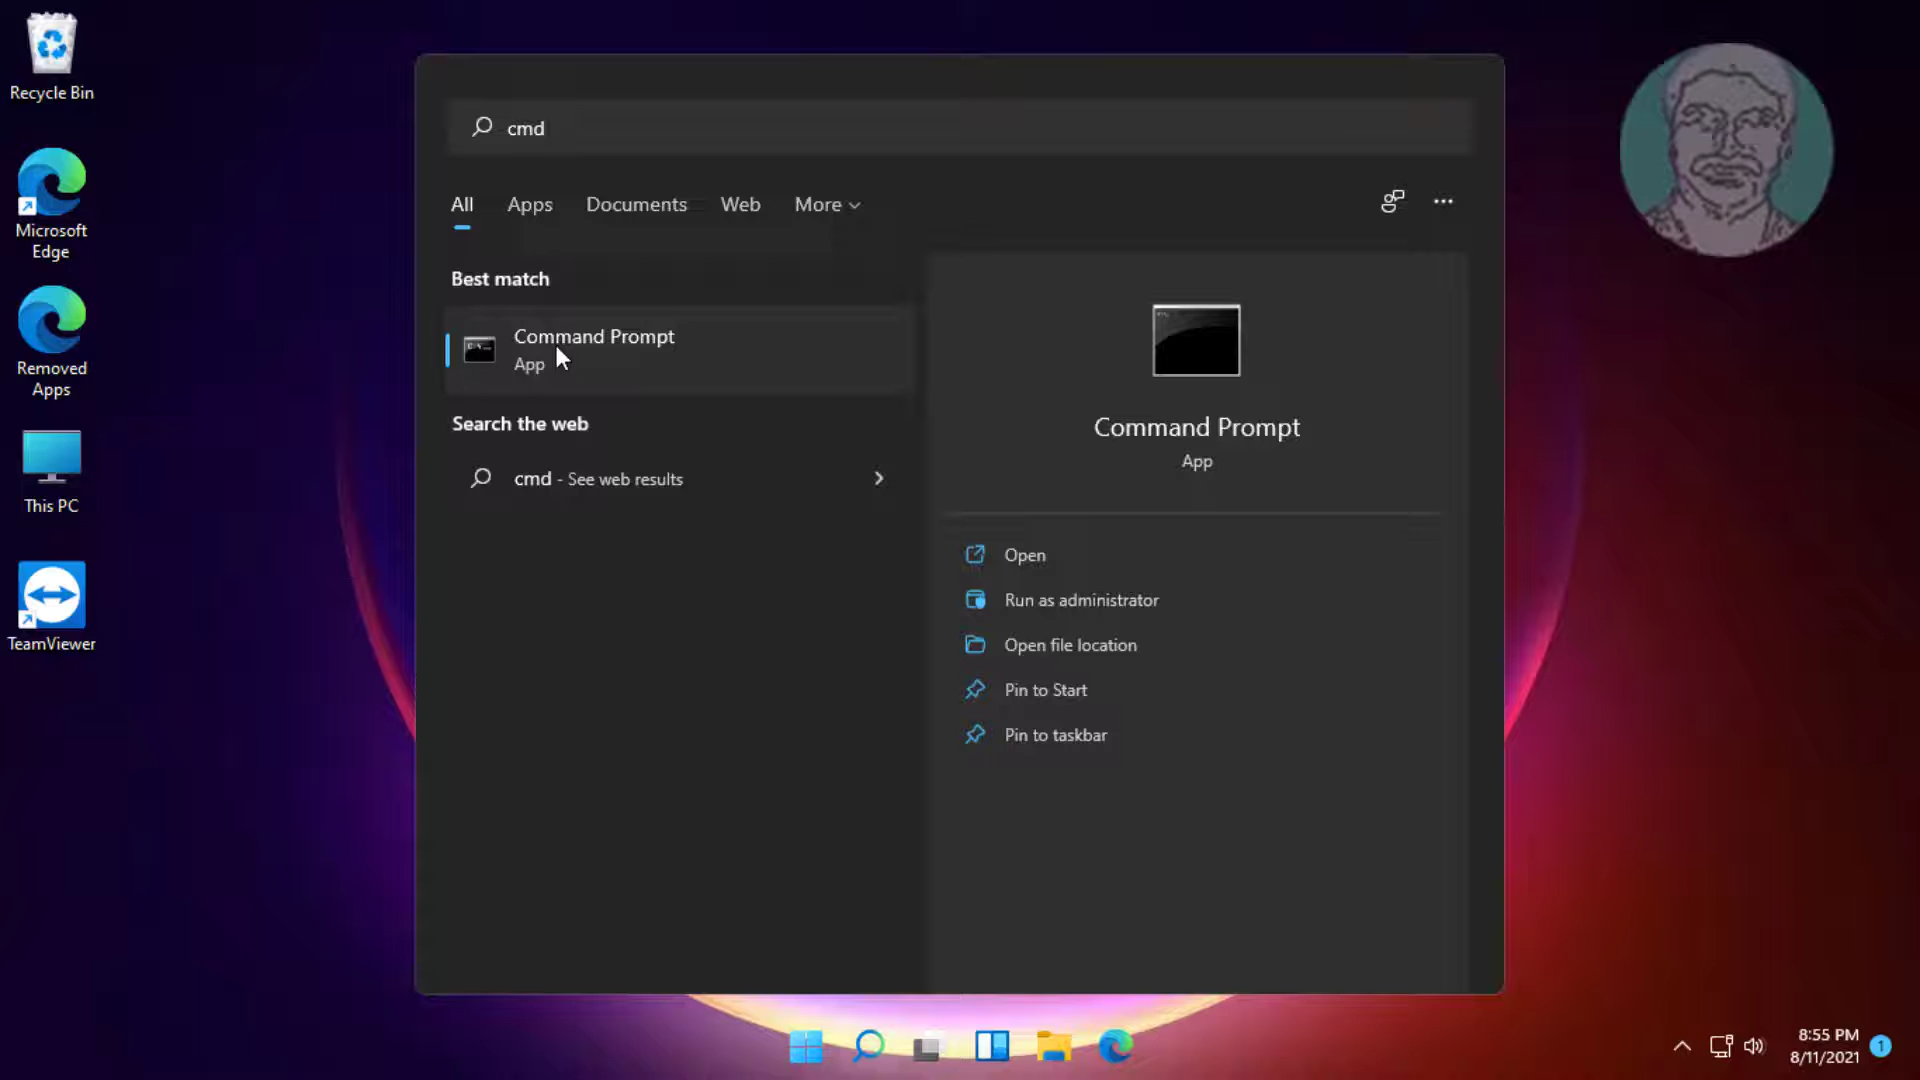 Recycle Bin
Microsoft
Edge
Removed
Apps
This PC
TeamViewer
cmd
All Apps Documents Web More
Best match
Command Prompt
App
Search the web
cmd - See web results
Command Prompt
App
Open
Run as administrator
Open file location
Pin to Start
Pin to taskbar
8:55 PM
8/11/2021
1